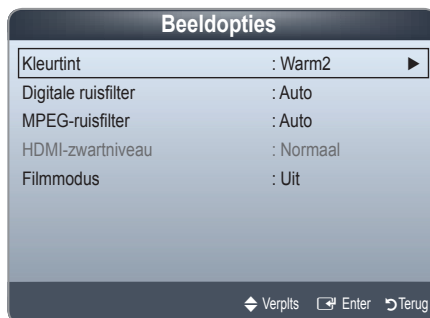 Beeldopties
Kleurtint : Warm2 ►
Digitale ruisfilter : Auto
MPEG-ruisfilter : Auto
HDMI-zwartniveau : Normaal
Filmmodus : Uit
Verplts Enter Terug